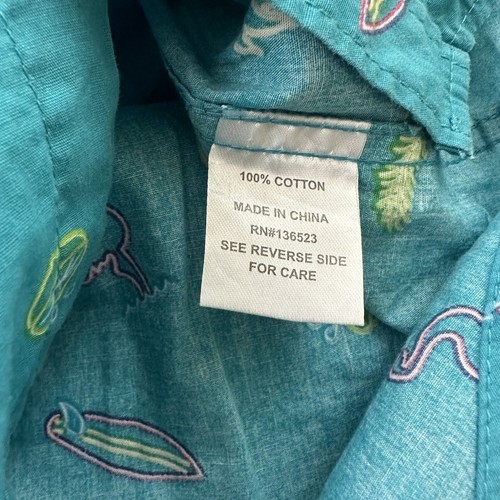 100% COTTON
MADE IN CHINA
RN#136523
SEE REVERSE SIDE
FOR CARE